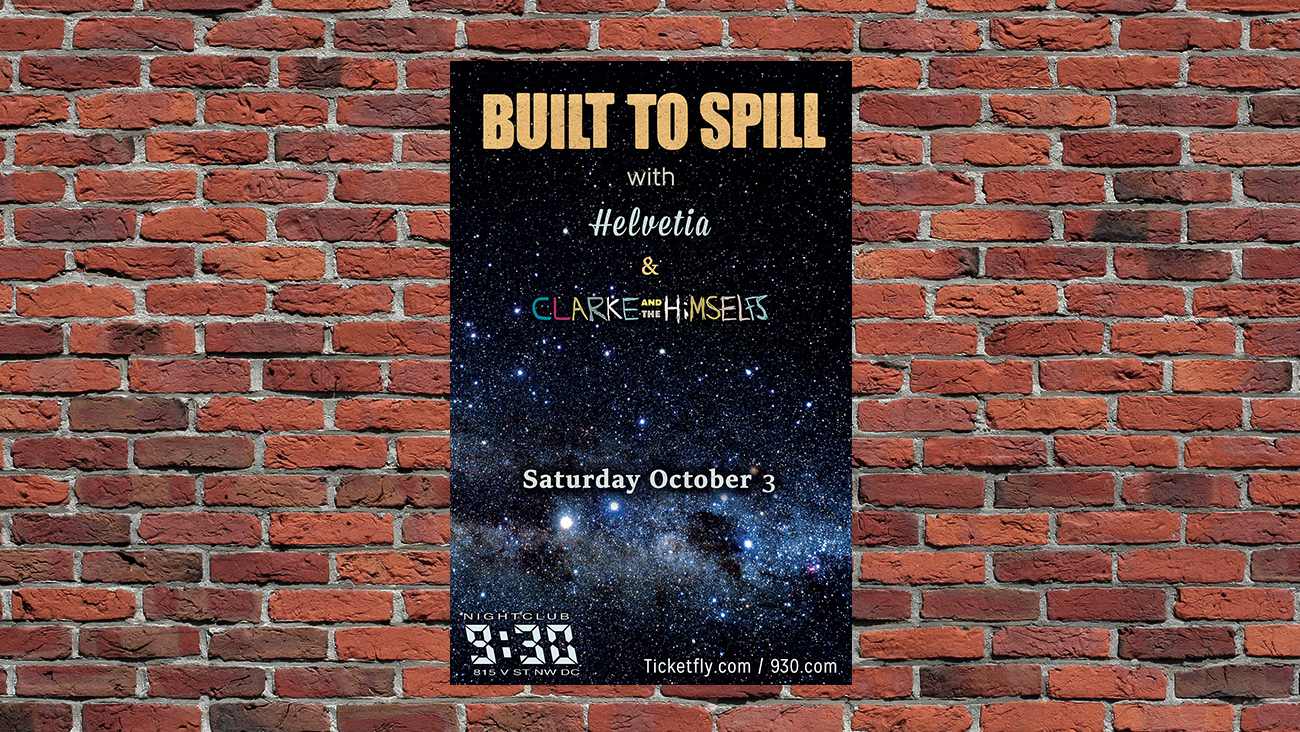 BUILT TO SPILL
with
Helvetia
&
CLARKE AND THE HiMSELFS
Saturday October 3
NIGHTCLUB
9:30
815 V ST NW DC
Ticketfly.com / 930.com